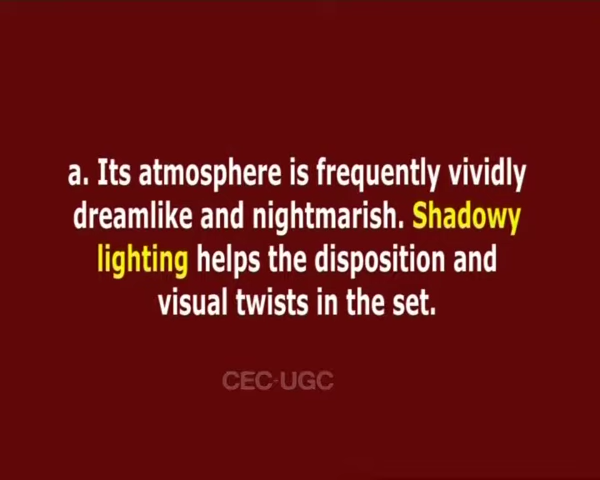 a. Its atmosphere is frequently vividly
dreamlike and nightmarish. Shadowy
lighting helps the disposition and
visual twists in the set.
CEC-UGC